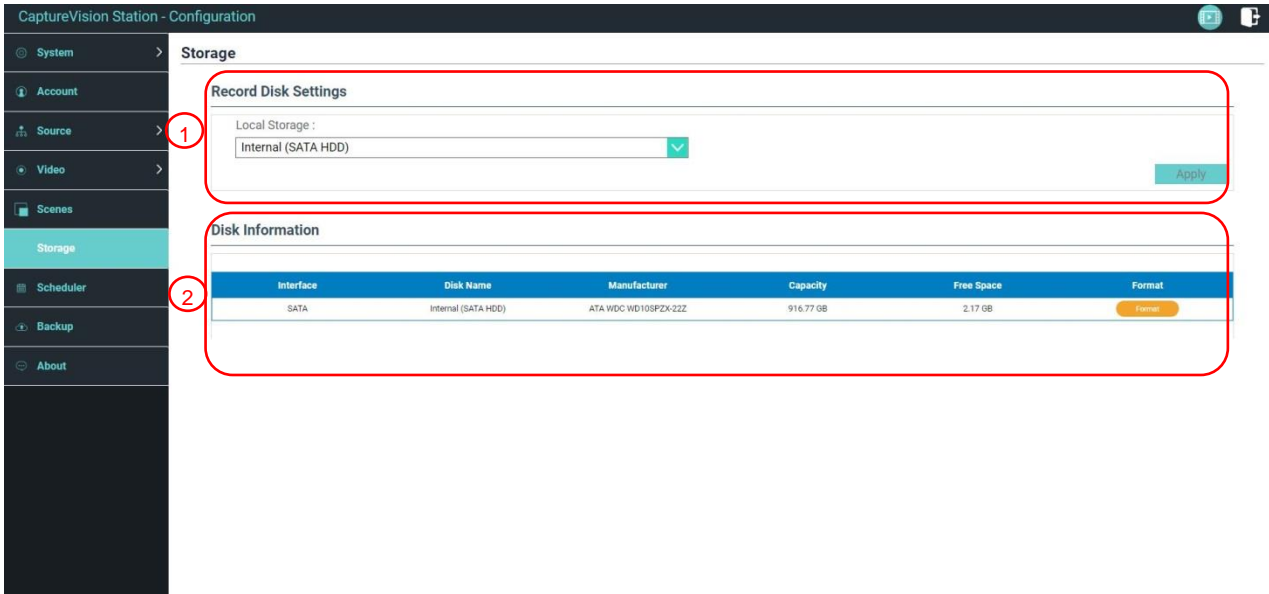 CaptureVision Station - Configuration
System
Account
Source
Video
Scenes
Storage
Scheduler
Backup
About
Storage
1
Record Disk Settings
Local Storage :
Internal (SATA HDD)
Apply
2
Disk Information
Interface Disk Name Manufacturer Capacity Free Space Format
SATA Internal (SATA HDD) ATA WDC WD10SPZX-22Z 916.77 GB 2.17 GB Format